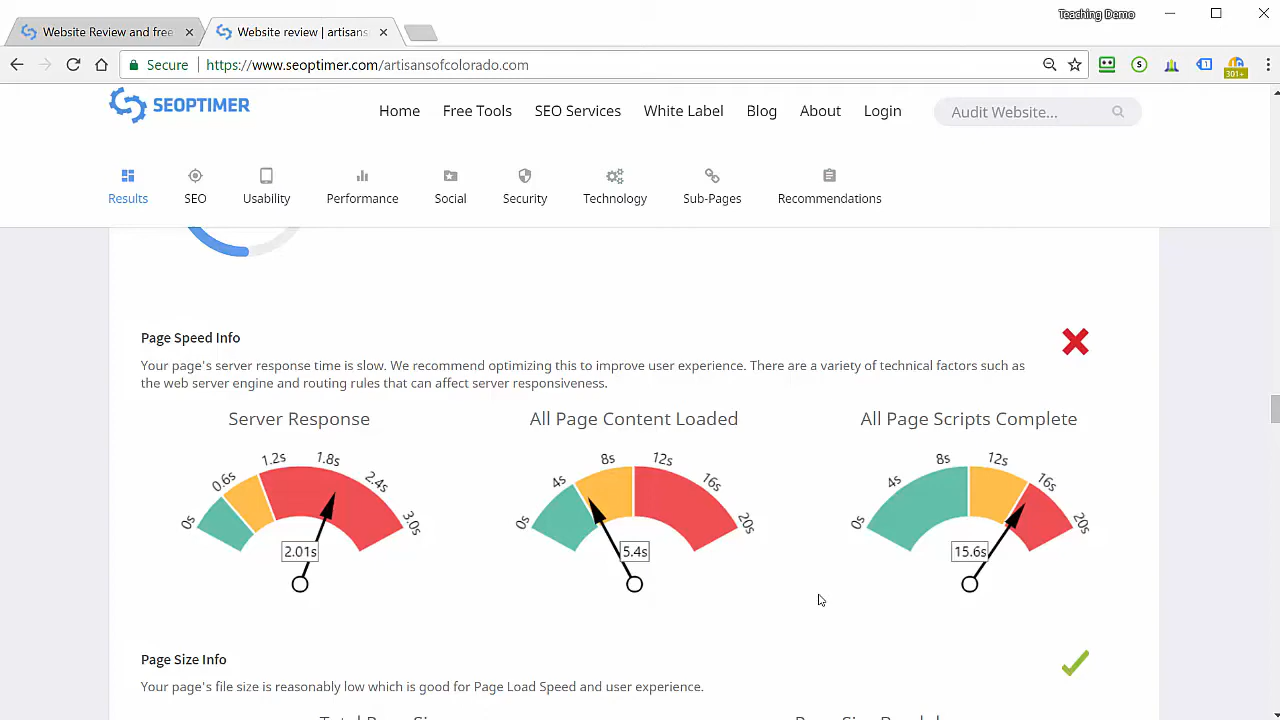 Teaching Demo
Website Review and free
Website review | artisans
Secure
https://www.seoptimer.com/artisansofcolorado.com
301+
SEOPTIMER
Home
Free Tools
SEO Services
White Label
Blog
About
Login
Audit Website...
Results
SEO
Usability
Performance
Social
Security
Technology
Sub-Pages
Recommendations
Page Speed Info
Your page's server response time is slow. We recommend optimizing this to improve user experience. There are a variety of technical factors such as
the web server engine and routing rules that can affect server responsiveness.
Server Response
0s
0.6s
1.2s
1.8s
2.4s
3.0s
2.01s
All Page Content Loaded
0s
4s
8s
12s
16s
20s
5.4s
All Page Scripts Complete
0s
4s
8s
12s
16s
20s
15.6s
Page Size Info
Your page's file size is reasonably low which is good for Page Load Speed and user experience.